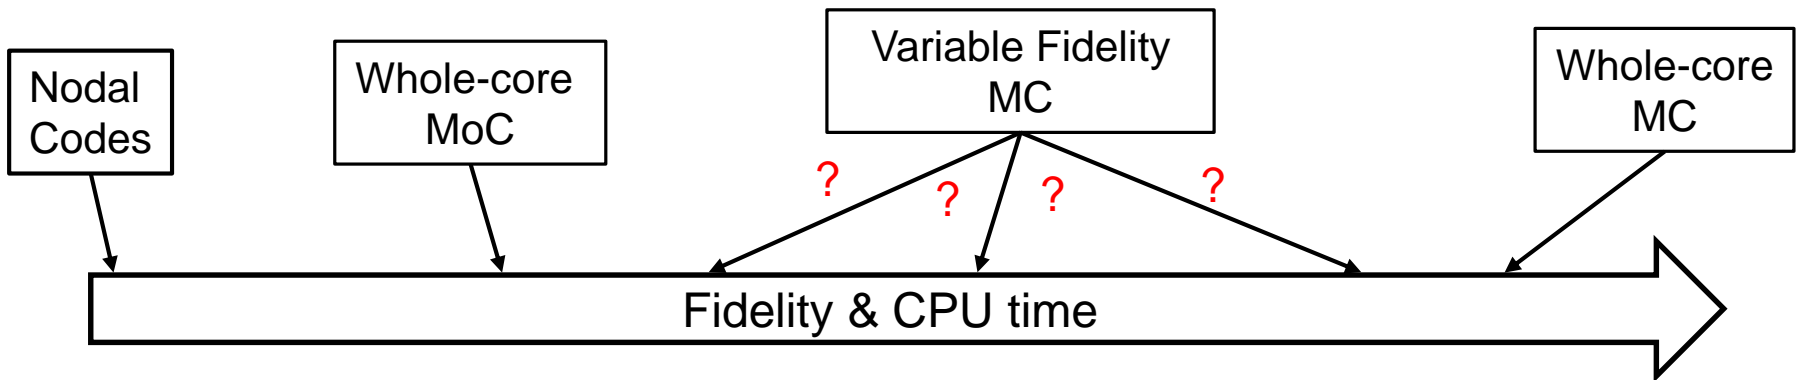 Nodal
Codes
Whole-core
MoC
Variable Fidelity
MC
Whole-core
MC
?
?
?
?
Fidelity & CPU time